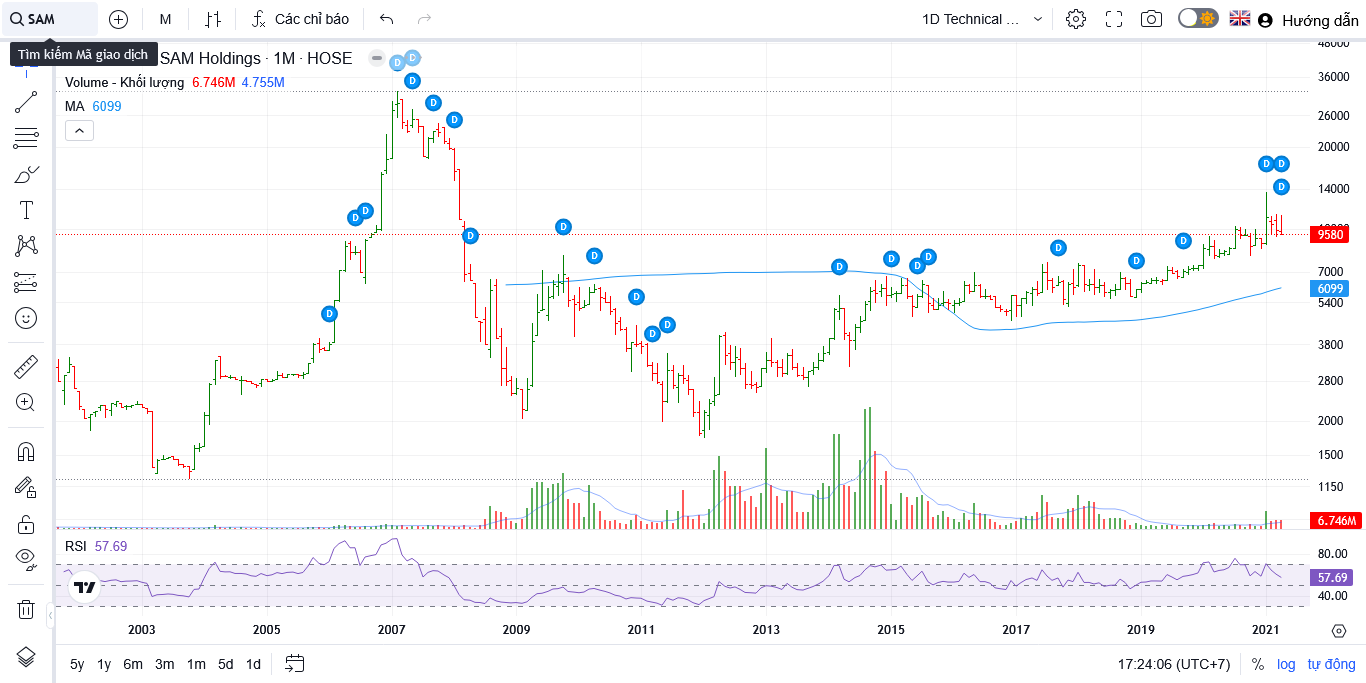 SAM
M
Các chỉ báo
1D Technical ...
Hướng dẫn
Tìm kiếm Mã giao dịch
SAM Holdings · 1M · HOSE
Volume - Khối lượng 6.746M 4.755M
MA 6099
48000
36000
26000
20000
14000
9580
7000
6099
5400
3800
2800
2000
1500
1150
6.746M
D D
D
D
D
D D
D
D
D
D
D
D
D
D
D
D
D
D
D
D
D D
D
RSI 57.69
80.00
57.69
40.00
2003 2005 2007 2009 2011 2013 2015 2017 2019 2021
5y 1y 6m 3m 1m 5d 1d
17:24:06 (UTC+7) % log tự động